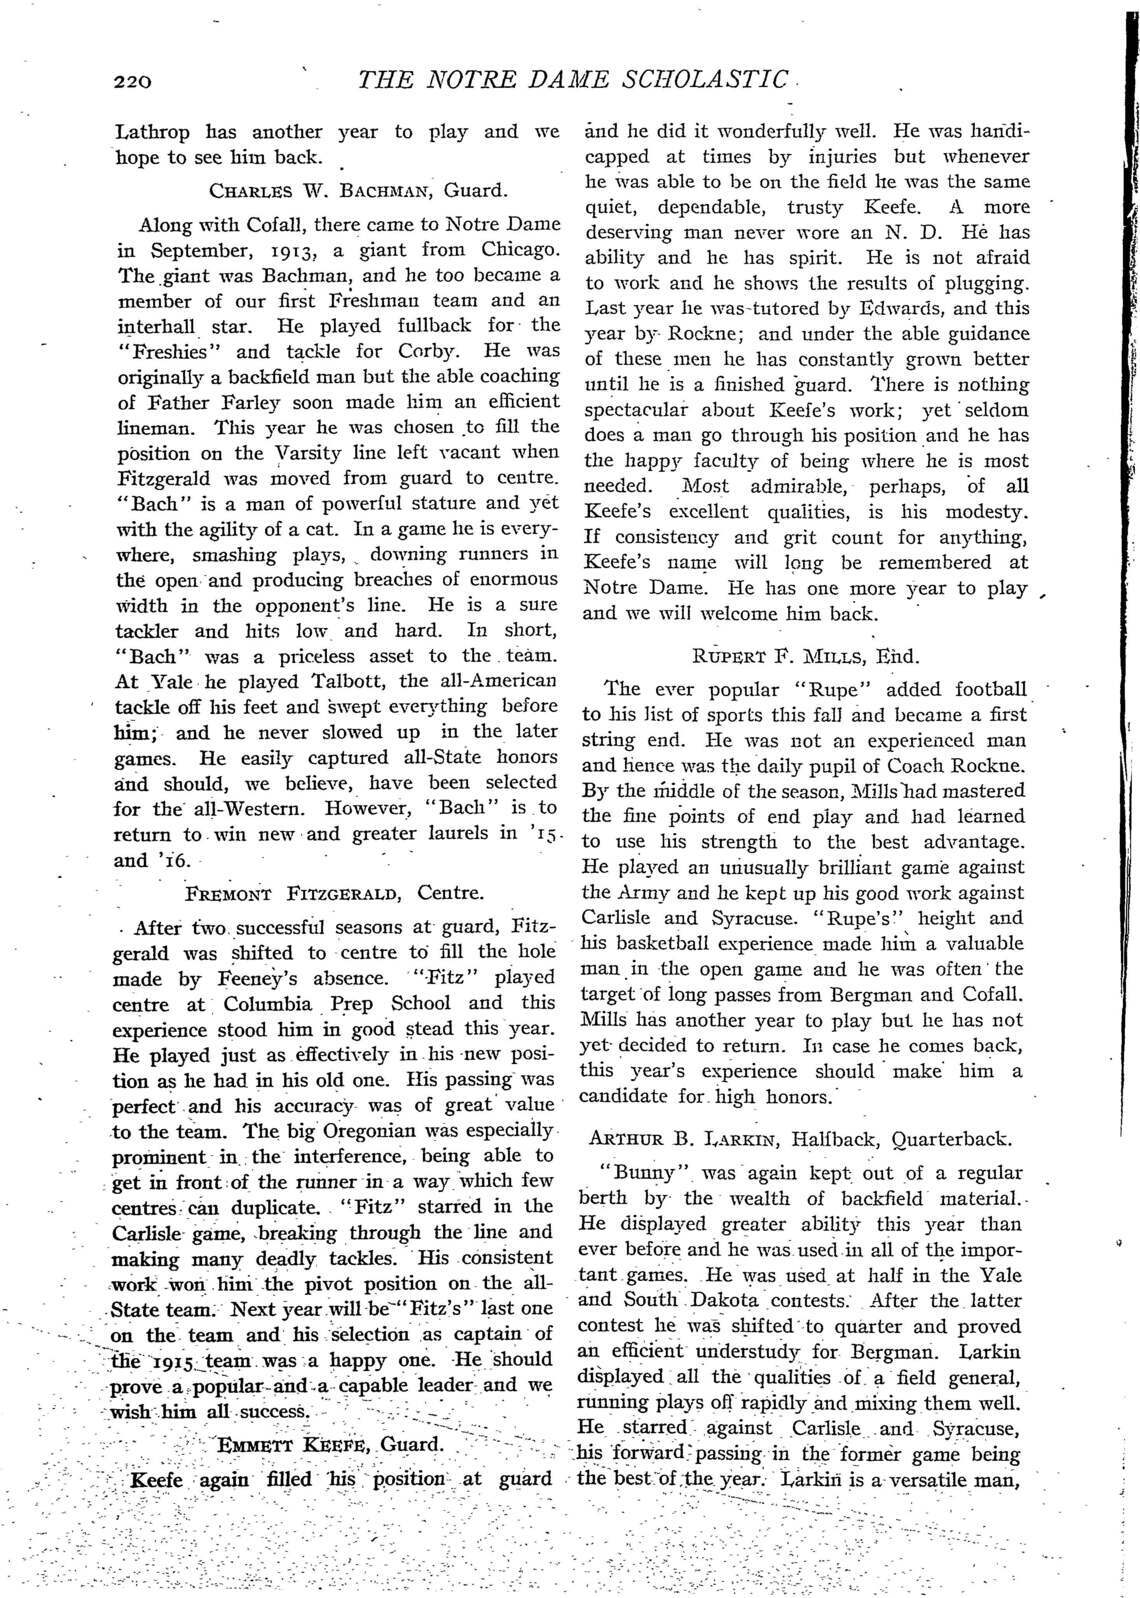 220
THE NOTRE DAME SCHOLASTIC
Lathrop has another year to play and we
hope to see him back.
CHARLES W. BACHMAN, Guard.
Along with Cofall, there came to Notre Dame
in September, 1913, a giant from Chicago.
The giant was Bachman, and he too became a
member of our first Freshman team and an
interhall star. He played fullback for the
“Freshies” and tackle for Corby. He was
originally a backfield man but the able coaching
of Father Farley soon made him an efficient
lineman. This year he was chosen to fill the
position on the Varsity line left vacant when
Fitzgerald was moved from guard to centre.
“Bach” is a man of powerful stature and yet
with the agility of a cat. In a game he is every-
where, smashing plays, downing runners in
the open and producing breaches of enormous
width in the opponent's line. He is a sure
tackler and hits low and hard. In short,
“Bach” was a priceless asset to the team.
At Yale he played Talbott, the all-American
tackle off his feet and swept everything before
him; and he never slowed up in the later
games. He easily captured all-State honors
and should, we believe, have been selected
for the all-Western. However, “Bach” is to
return to win new and greater laurels in '15
and '16.
FREMONT FITZGERALD, Centre.
After two successful seasons at guard, Fitz-
gerald was shifted to centre to fill the hole
made by Feeney's absence. “Fitz” played
centre at Columbia Prep School and this
experience stood him in good stead this year.
He played just as effectively in his new posi-
tion as he had in his old one. His passing was
perfect and his accuracy was of great value
to the team. The big Oregonian was especially
prominent in the interference, being able to
get in front of the runner in a way which few
centres can duplicate. “Fitz” starred in the
Carlisle game, breaking through the line and
making many deadly tackles. His consistent
work won him the pivot position on the all-
State team. Next year will be “Fitz's” last one
on the team and his selection as captain of
the 1915 team was a happy one. He should
prove a popular and a capable leader and we
wish him all success.
EMMETT KEEFE, Guard.
Keefe again filled his position at guard
and he did it wonderfully well. He was handi-
capped at times by injuries but whenever
he was able to be on the field he was the same
quiet, dependable, trusty Keefe. A more
deserving man never wore an N. D. He has
ability and he has spirit. He is not afraid
to work and he shows the results of plugging.
Last year he was tutored by Edwards, and this
year by Rockne; and under the able guidance
of these men he has constantly grown better
until he is a finished guard. There is nothing
spectacular about Keefe's work; yet seldom
does a man go through his position and he has
the happy faculty of being where he is most
needed. Most admirable, perhaps, of all
Keefe's excellent qualities, is his modesty.
If consistency and grit count for anything,
Keefe's name will long be remembered at
Notre Dame. He has one more year to play
and we will welcome him back.
RUPERT F. MILLS, End.
The ever popular “Rupe” added football
to his list of sports this fall and became a first
string end. He was not an experienced man
and hence was the daily pupil of Coach Rockne.
By the middle of the season, Mills had mastered
the fine points of end play and had learned
to use his strength to the best advantage.
He played an unusually brilliant game against
the Army and he kept up his good work against
Carlisle and Syracuse. “Rupe's” height and
his basketball experience made him a valuable
man in the open game and he was often the
target of long passes from Bergman and Cofall.
Mills has another year to play but he has not
yet decided to return. In case he comes back,
this year's experience should make him a
candidate for high honors.
ARTHUR B. LARKIN, Halfback, Quarterback.
“Bunny” was again kept out of a regular
berth by the wealth of backfield material.
He displayed greater ability this year than
ever before and he was used in all of the impor-
tant games. He was used at half in the Yale
and South Dakota contests. After the latter
contest he was shifted to quarter and proved
an efficient understudy for Bergman. Larkin
displayed all the qualities of a field general,
running plays off rapidly and mixing them well.
He starred against Carlisle and Syracuse,
his forward passing in the former game being
the best of the year. Larkin is a versatile man,